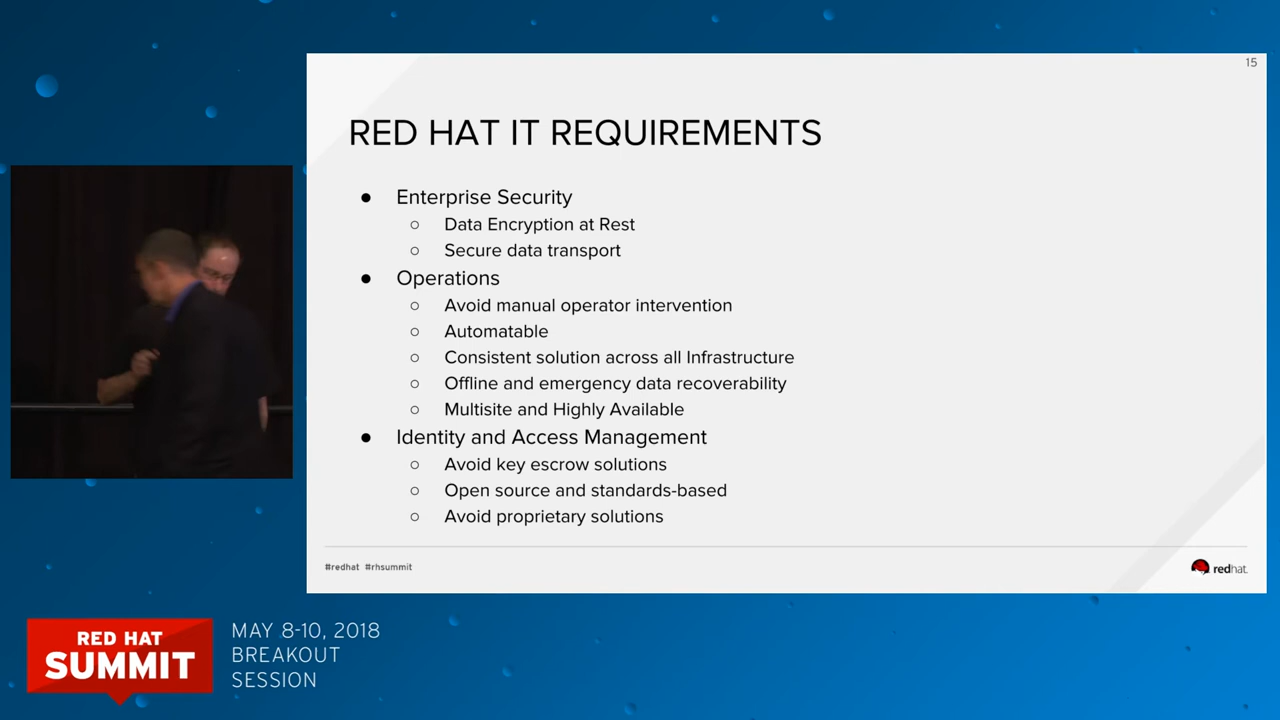 15
RED HAT IT REQUIREMENTS
● Enterprise Security
○ Data Encryption at Rest
○ Secure data transport
● Operations
○ Avoid manual operator intervention
○ Automatable
○ Consistent solution across all Infrastructure
○ Offline and emergency data recoverability
○ Multisite and Highly Available
● Identity and Access Management
○ Avoid key escrow solutions
○ Open source and standards-based
○ Avoid proprietary solutions
#redhat #rhsummit
redhat.
RED HAT
SUMMIT
MAY 8-10, 2018
BREAKOUT
SESSION